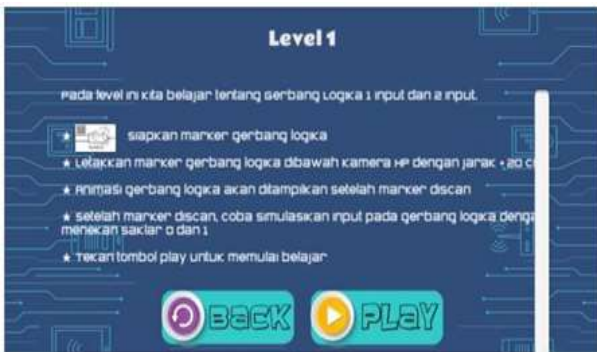 Level 1
Pada level ini kita belajar tentang Gerbang Logika 1 input dan 2 input.
★ siapkan marker gerbang logika
★ Letakkan marker gerbang logika dibawah kamera HP dengan jarak 20 c
★ Animasi gerbang logika akan ditampilkan setelah marker discan
★ setelah marker discan, coba simulasikan input pada gerbang logika denga
menekan saklar 0 dan 1
★ Tekan tombol play untuk memulai belajar
BACK PLAY